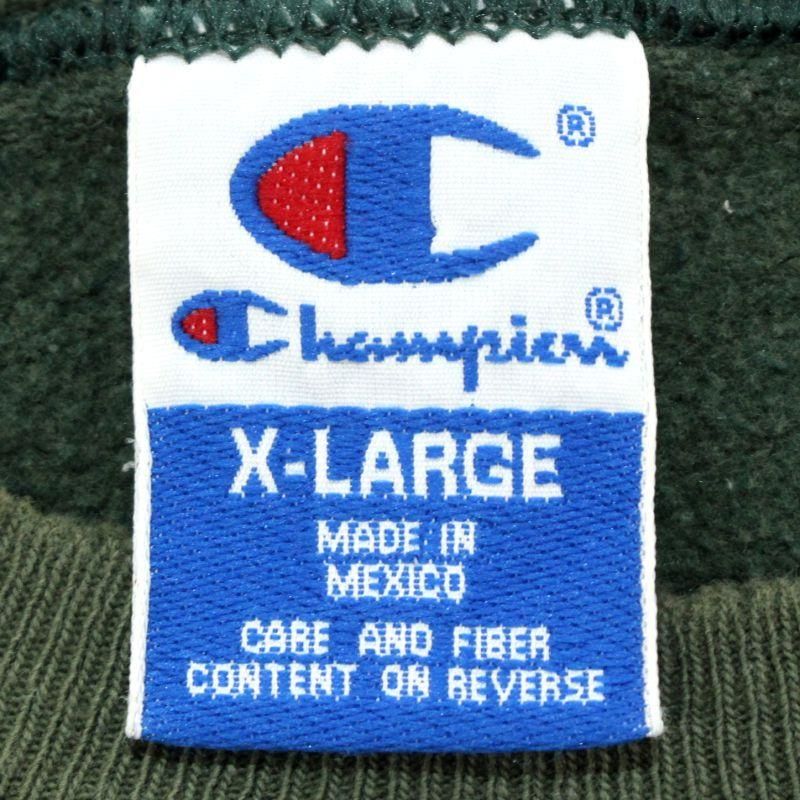 ®
Champion®
X-LARGE
MADE IN
MEXICO
CARE AND FIBER
CONTENT ON REVERSE